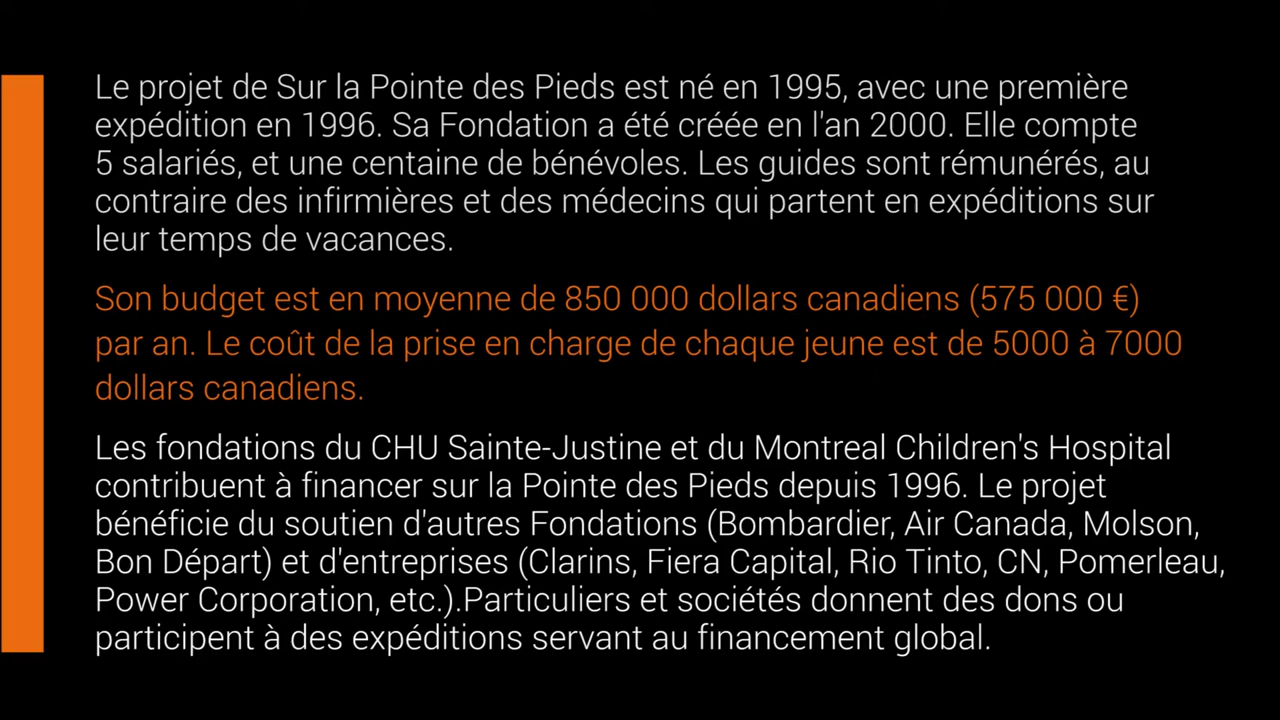 Le projet de Sur la Pointe des Pieds est né en 1995, avec une première
expédition en 1996. Sa Fondation a été créée en l'an 2000. Elle compte
5 salariés, et une centaine de bénévoles. Les guides sont rémunérés, au
contraire des infirmières et des médecins qui partent en expéditions sur
leur temps de vacances.
Son budget est en moyenne de 850 000 dollars canadiens (575 000 €)
par an. Le coût de la prise en charge de chaque jeune est de 5000 à 7000
dollars canadiens.
Les fondations du CHU Sainte-Justine et du Montreal Children's Hospital
contribuent à financer sur la Pointe des Pieds depuis 1996. Le projet
bénéficie du soutien d'autres Fondations (Bombardier, Air Canada, Molson,
Bon Départ) et d'entreprises (Clarins, Fiera Capital, Rio Tinto, CN, Pomerleau,
Power Corporation, etc.).Particuliers et sociétés donnent des dons ou
participent à des expéditions servant au financement global.